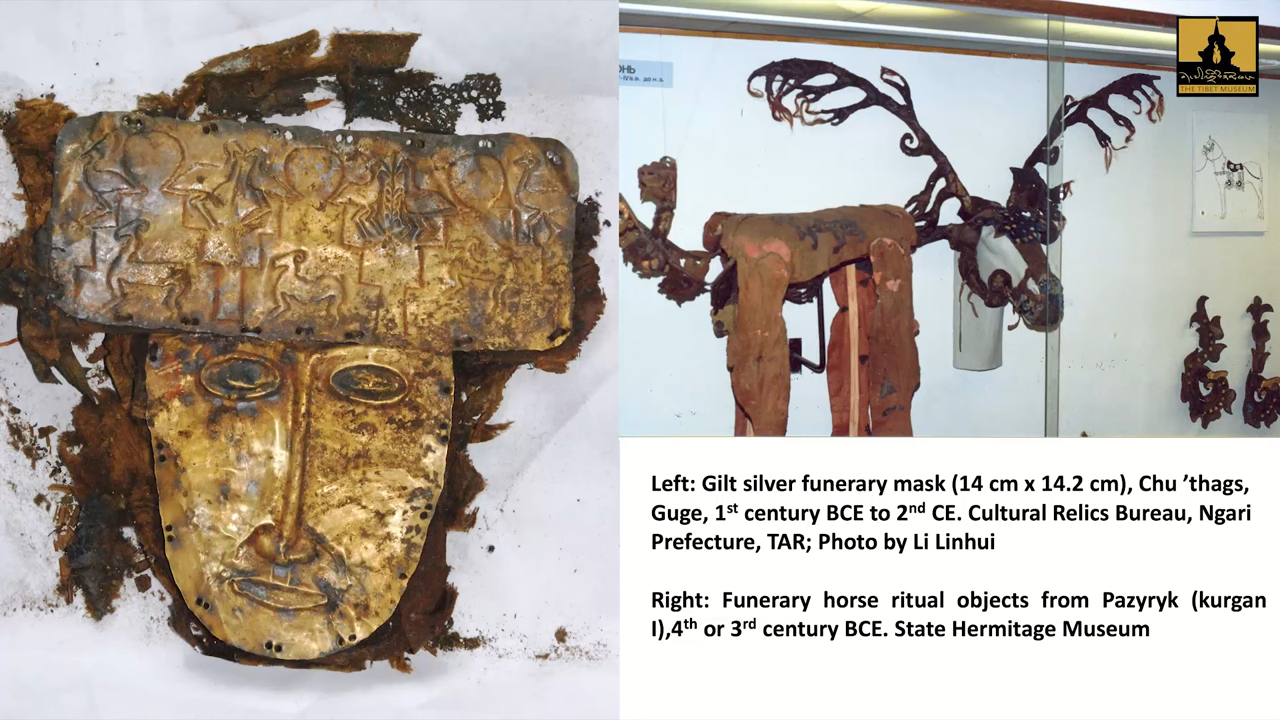 ОНЬ
THE TIBET MUSEUM
Left: Gilt silver funerary mask (14 cm x 14.2 cm), Chu ’thags,
Guge, 1st century BCE to 2nd CE. Cultural Relics Bureau, Ngari
Prefecture, TAR; Photo by Li Linhui
Right: Funerary horse ritual objects from Pazyryk (kurgan
I),4th or 3rd century BCE. State Hermitage Museum